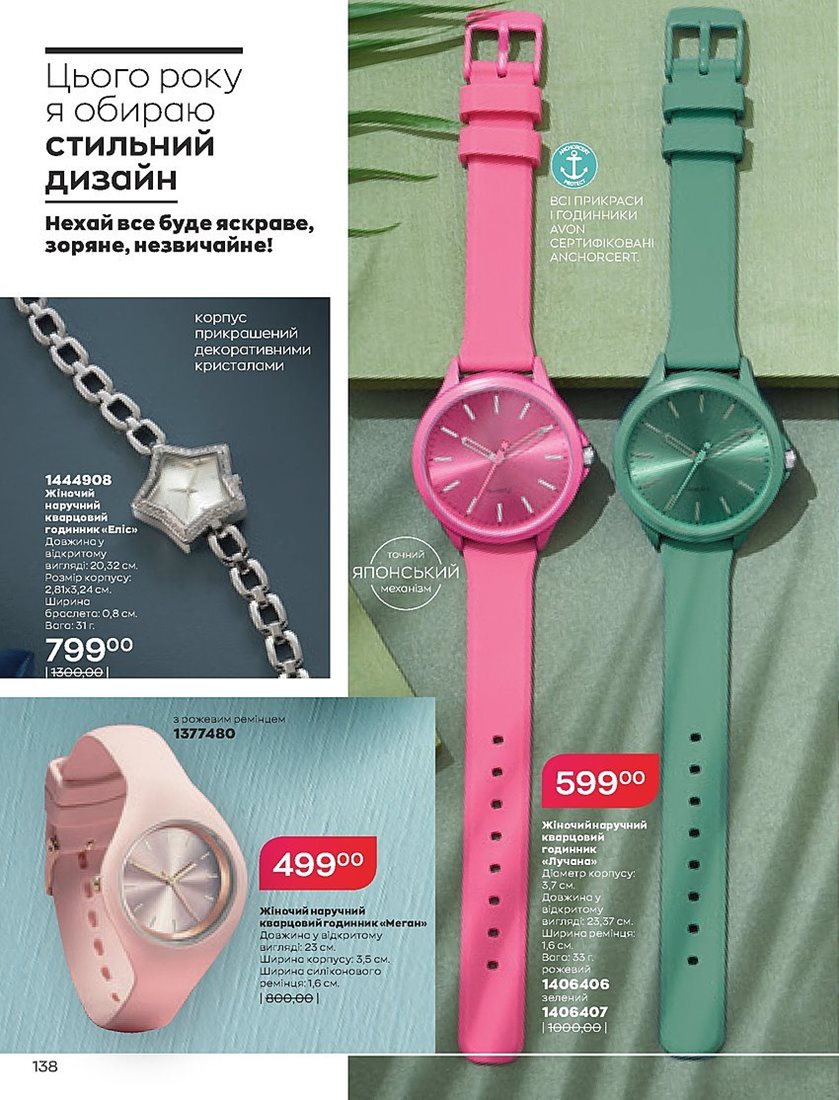 Цього року
я обираю
стильний
дизайн
Нехай все буде яскраве,
зоряне, незвичайне!
ANCHORCERT
PROTECT
ВСІ ПРИКРАСИ
І ГОДИННИКИ
AVON
СЕРТИФІКОВАНІ
ANCHORCERT.
корпус
прикрашений
декоративними
кристалами
1444908
Жіночий
наручний
кварцовий
годинник «Еліс»
Довжина у
відкритому
вигляді: 20,32 см.
Розмір корпусу:
2,81х3,24 см.
Ширина
браслета: 0,8 см.
Вага: 31 г.
799⁰⁰
| 1300,00 |
точний
ЯПОНСЬКИЙ
механізм
з рожевим ремінцем
1377480
499⁰⁰
Жіночий наручний
кварцовий годинник «Меган»
Довжина у відкритому
вигляді: 23 см.
Ширина корпусу: 3,5 см.
Ширина силіконового
ремінця: 1,6 см.
| 800,00 |
599⁰⁰
Жіночий наручний
кварцовий
годинник
«Лучана»
Діаметр корпусу:
3,7 см.
Довжина у
відкритому
вигляді: 23,37 см.
Ширина ремінця:
1,6 см.
Вага: 33 г.
рожевий
1406406
зелений
1406407
| 1000,00 |
138